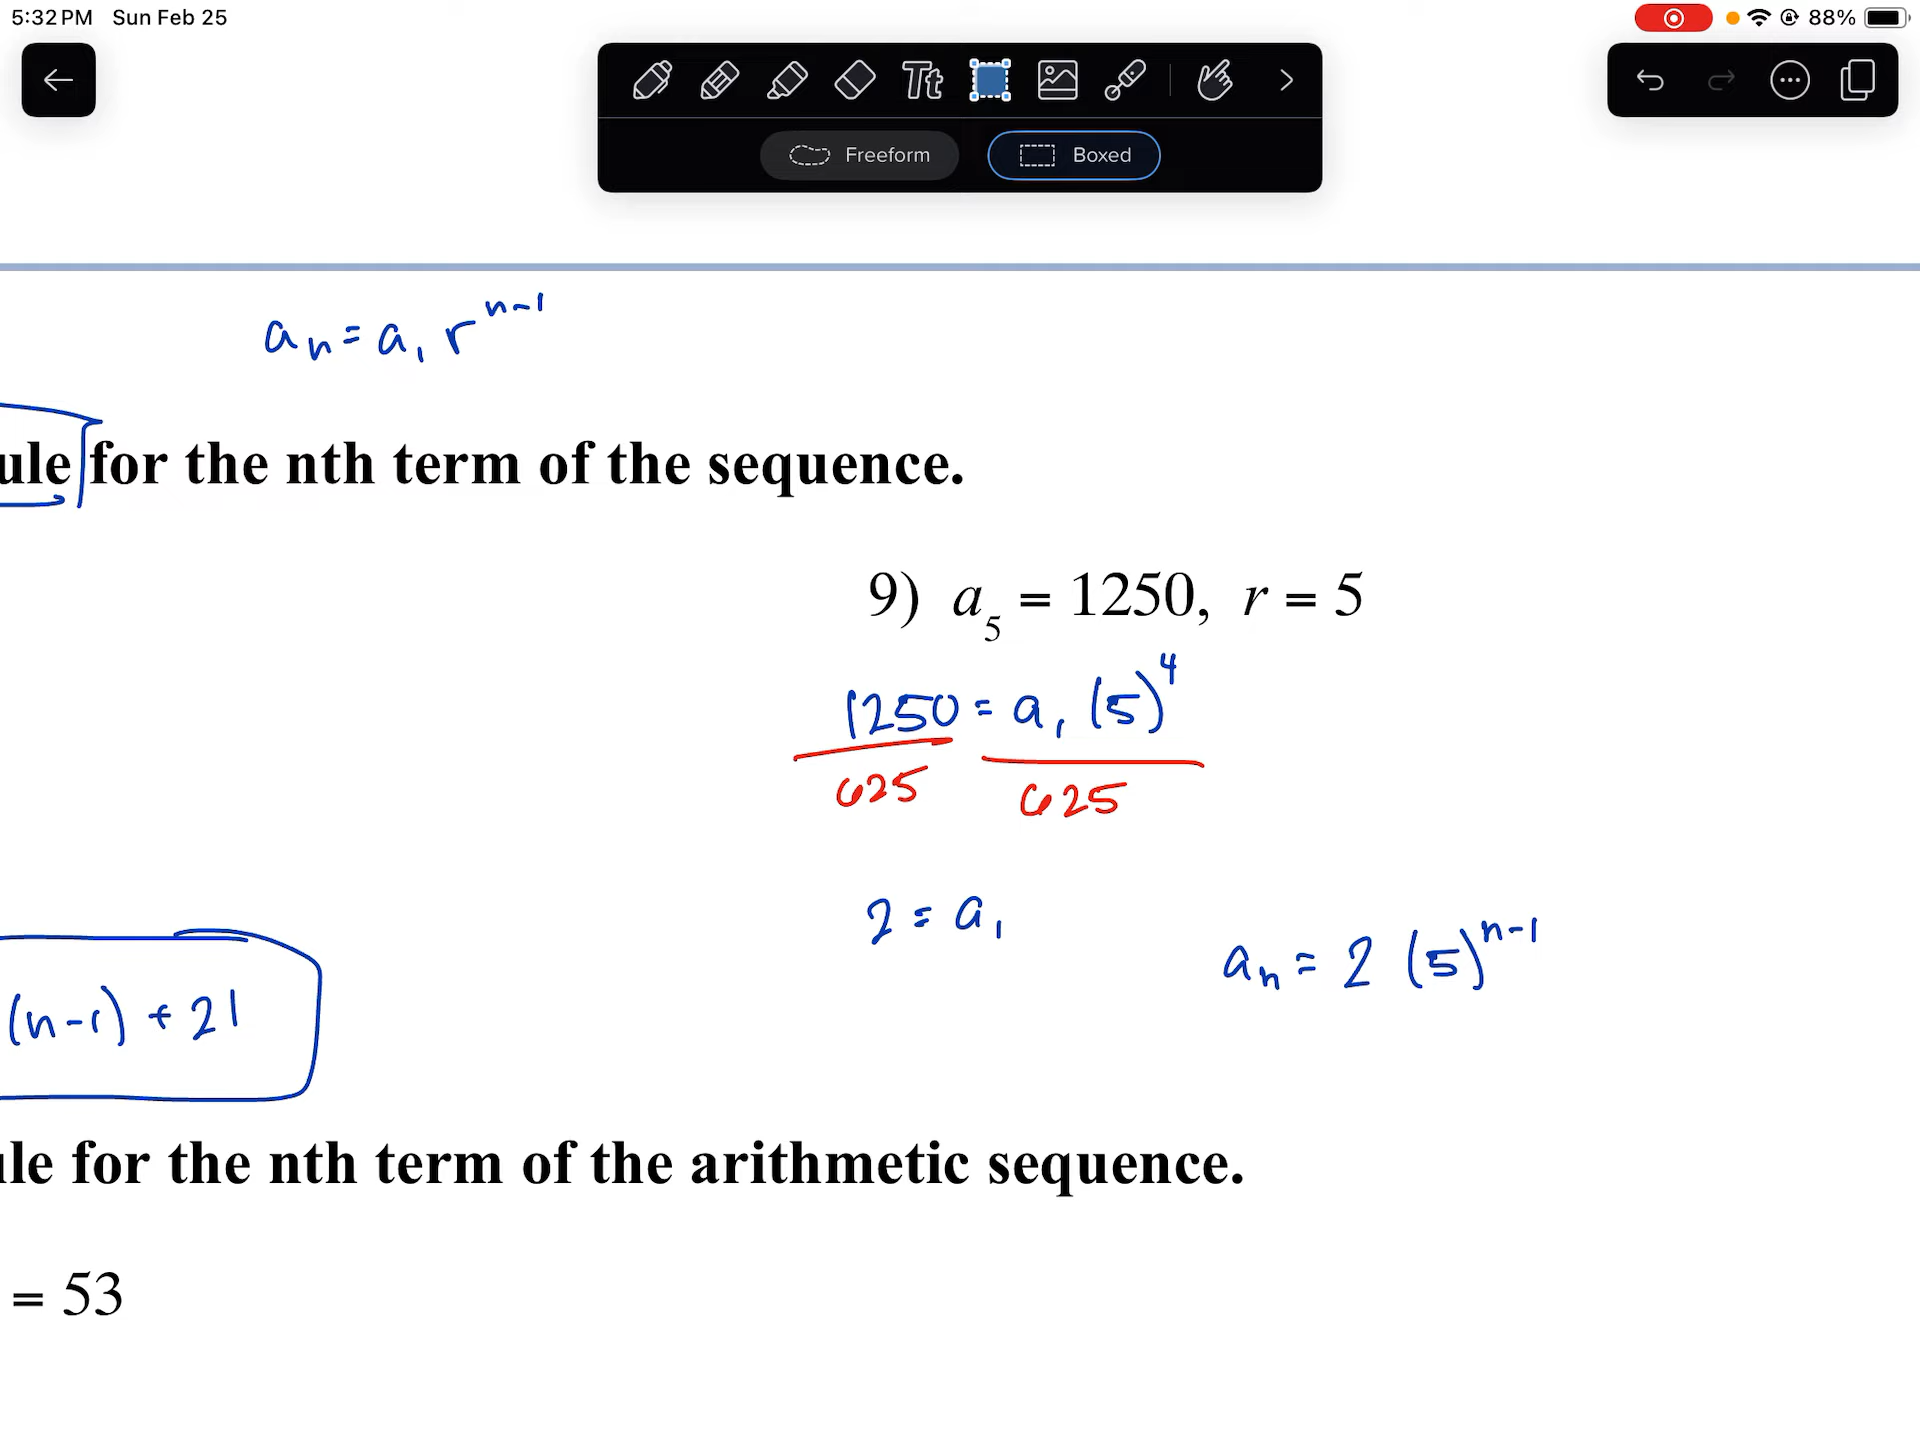 5:32 PM Sun Feb 25
88%
Tt
Freeform
Boxed
aₙ = a₁ r^(n-1)
ule for the nth term of the sequence.
9) a₅ = 1250, r = 5
1250 = a₁ (5)^4
625 625
2 = a₁
aₙ = 2 (5)^(n-1)
(n-1) + 21
le for the nth term of the arithmetic sequence.
= 53